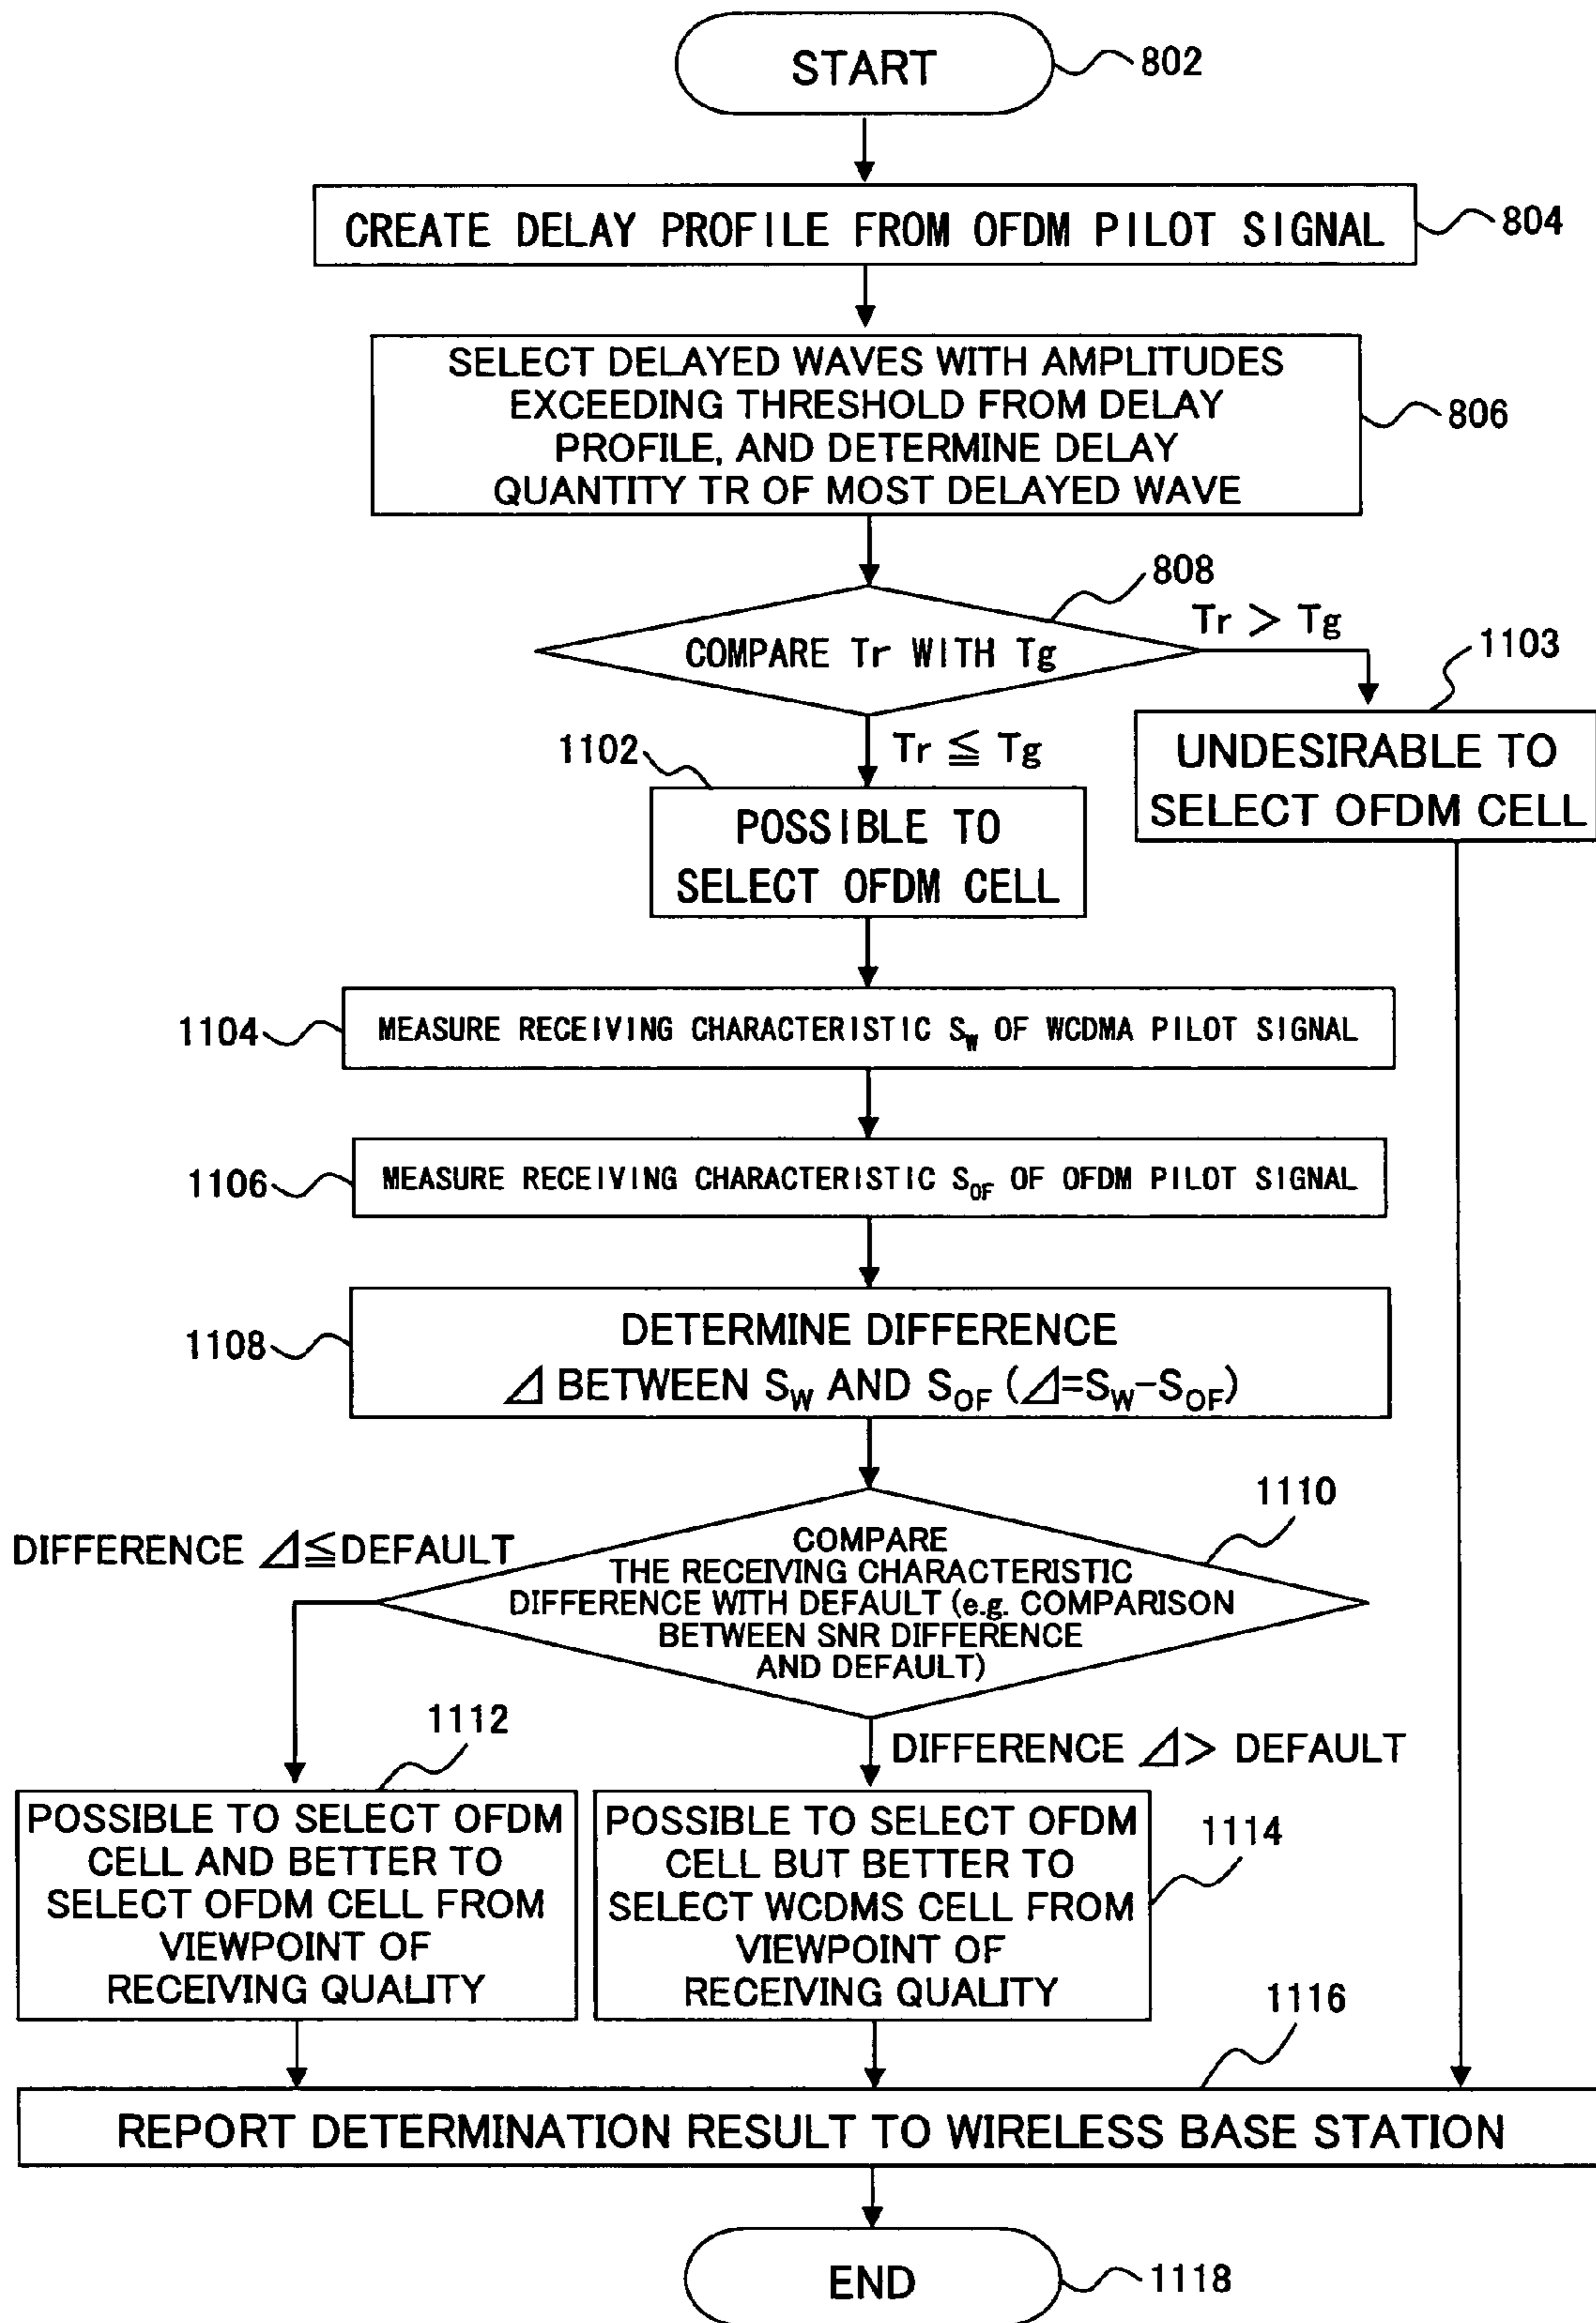 START
802
CREATE DELAY PROFILE FROM OFDM PILOT SIGNAL
804
SELECT DELAYED WAVES WITH AMPLITUDES
EXCEEDING THRESHOLD FROM DELAY
PROFILE, AND DETERMINE DELAY
QUANTITY TR OF MOST DELAYED WAVE
806
808
COMPARE Tr WITH Tg
Tr > Tg
1103
UNDESIRABLE TO
SELECT OFDM CELL
Tr ≦ Tg
1102
POSSIBLE TO
SELECT OFDM CELL
1104
MEASURE RECEIVING CHARACTERISTIC SW OF WCDMA PILOT SIGNAL
1106
MEASURE RECEIVING CHARACTERISTIC SOF OF OFDM PILOT SIGNAL
1108
DETERMINE DIFFERENCE
⊿ BETWEEN SW AND SOF (⊿=SW-SOF)
1110
COMPARE
THE RECEIVING CHARACTERISTIC
DIFFERENCE WITH DEFAULT (e.g. COMPARISON
BETWEEN SNR DIFFERENCE
AND DEFAULT)
DIFFERENCE ⊿≦DEFAULT
DIFFERENCE ⊿> DEFAULT
1112
POSSIBLE TO SELECT OFDM
CELL AND BETTER TO
SELECT OFDM CELL FROM
VIEWPOINT OF
RECEIVING QUALITY
1114
POSSIBLE TO SELECT OFDM
CELL BUT BETTER TO
SELECT WCDMS CELL FROM
VIEWPOINT OF
RECEIVING QUALITY
1116
REPORT DETERMINATION RESULT TO WIRELESS BASE STATION
END
1118